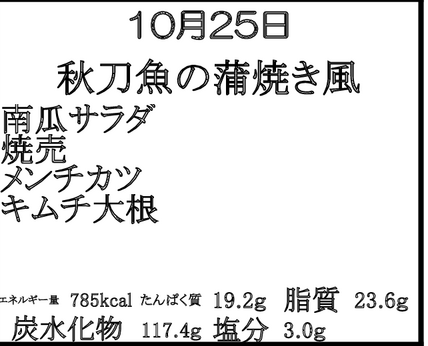 10月25日
秋刀魚の蒲焼き風
南瓜サラダ
焼売
メンチカツ
キムチ大根
エネルギー量 785kcal たんぱく質 19.2g 脂質 23.6g
炭水化物 117.4g 塩分 3.0g